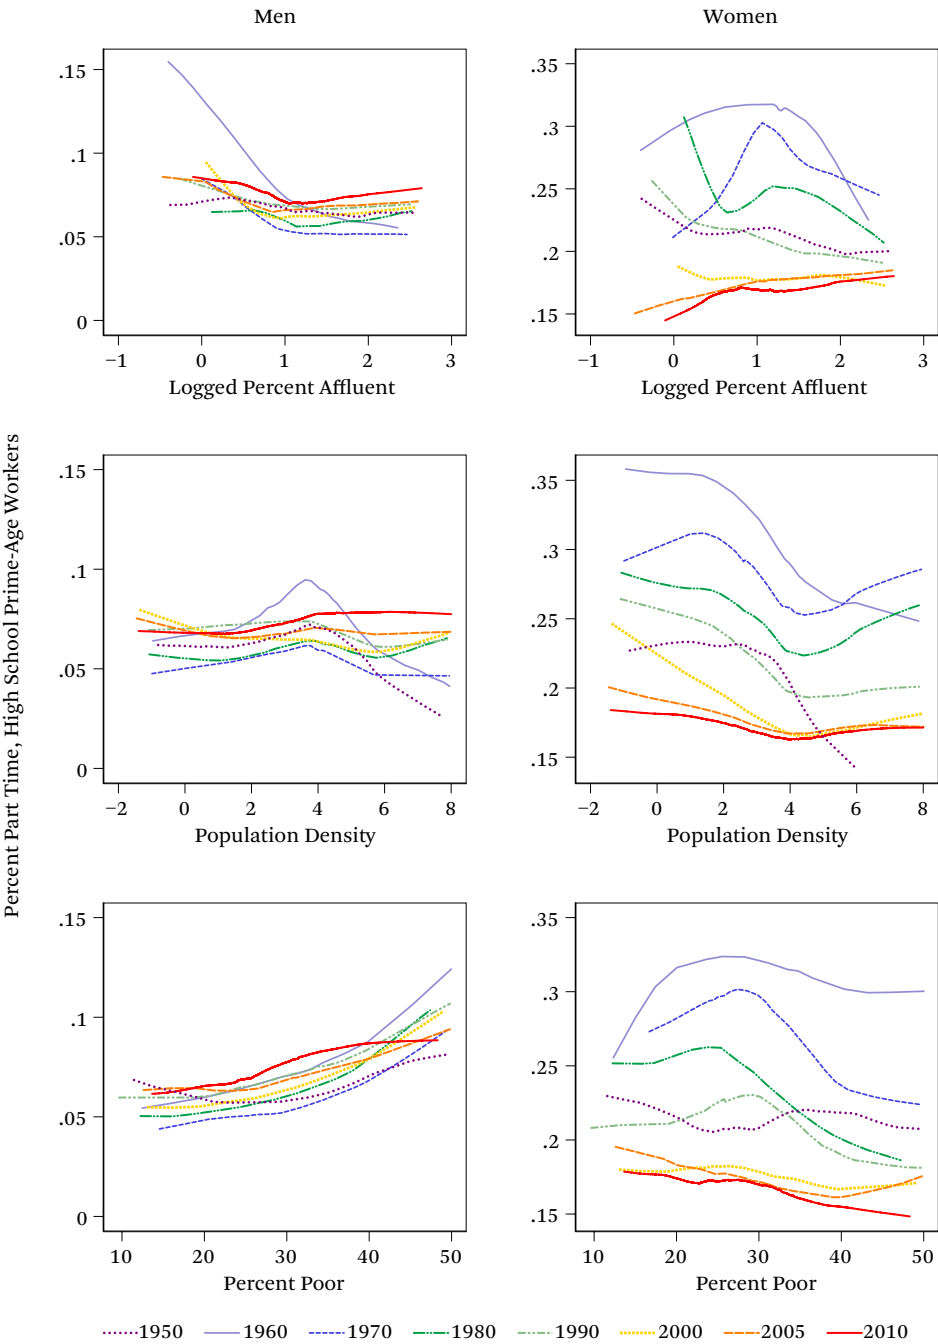 Men Women
.15 .35
.1 .3
.25
.05 .2
0 .15
−1 0 1 2 3 −1 0 1 2 3
Logged Percent Affluent Logged Percent Affluent
Percent Part Time, High School Prime-Age Workers
.15 .35
.1 .3
.25
.05 .2
0 .15
−2 0 2 4 6 8 −2 0 2 4 6 8
Population Density Population Density
.15 .35
.1 .3
.25
.05 .2
0 .15
10 20 30 40 50 10 20 30 40 50
Percent Poor Percent Poor
1950 1960 1970 1980 1990 2000 2005 2010